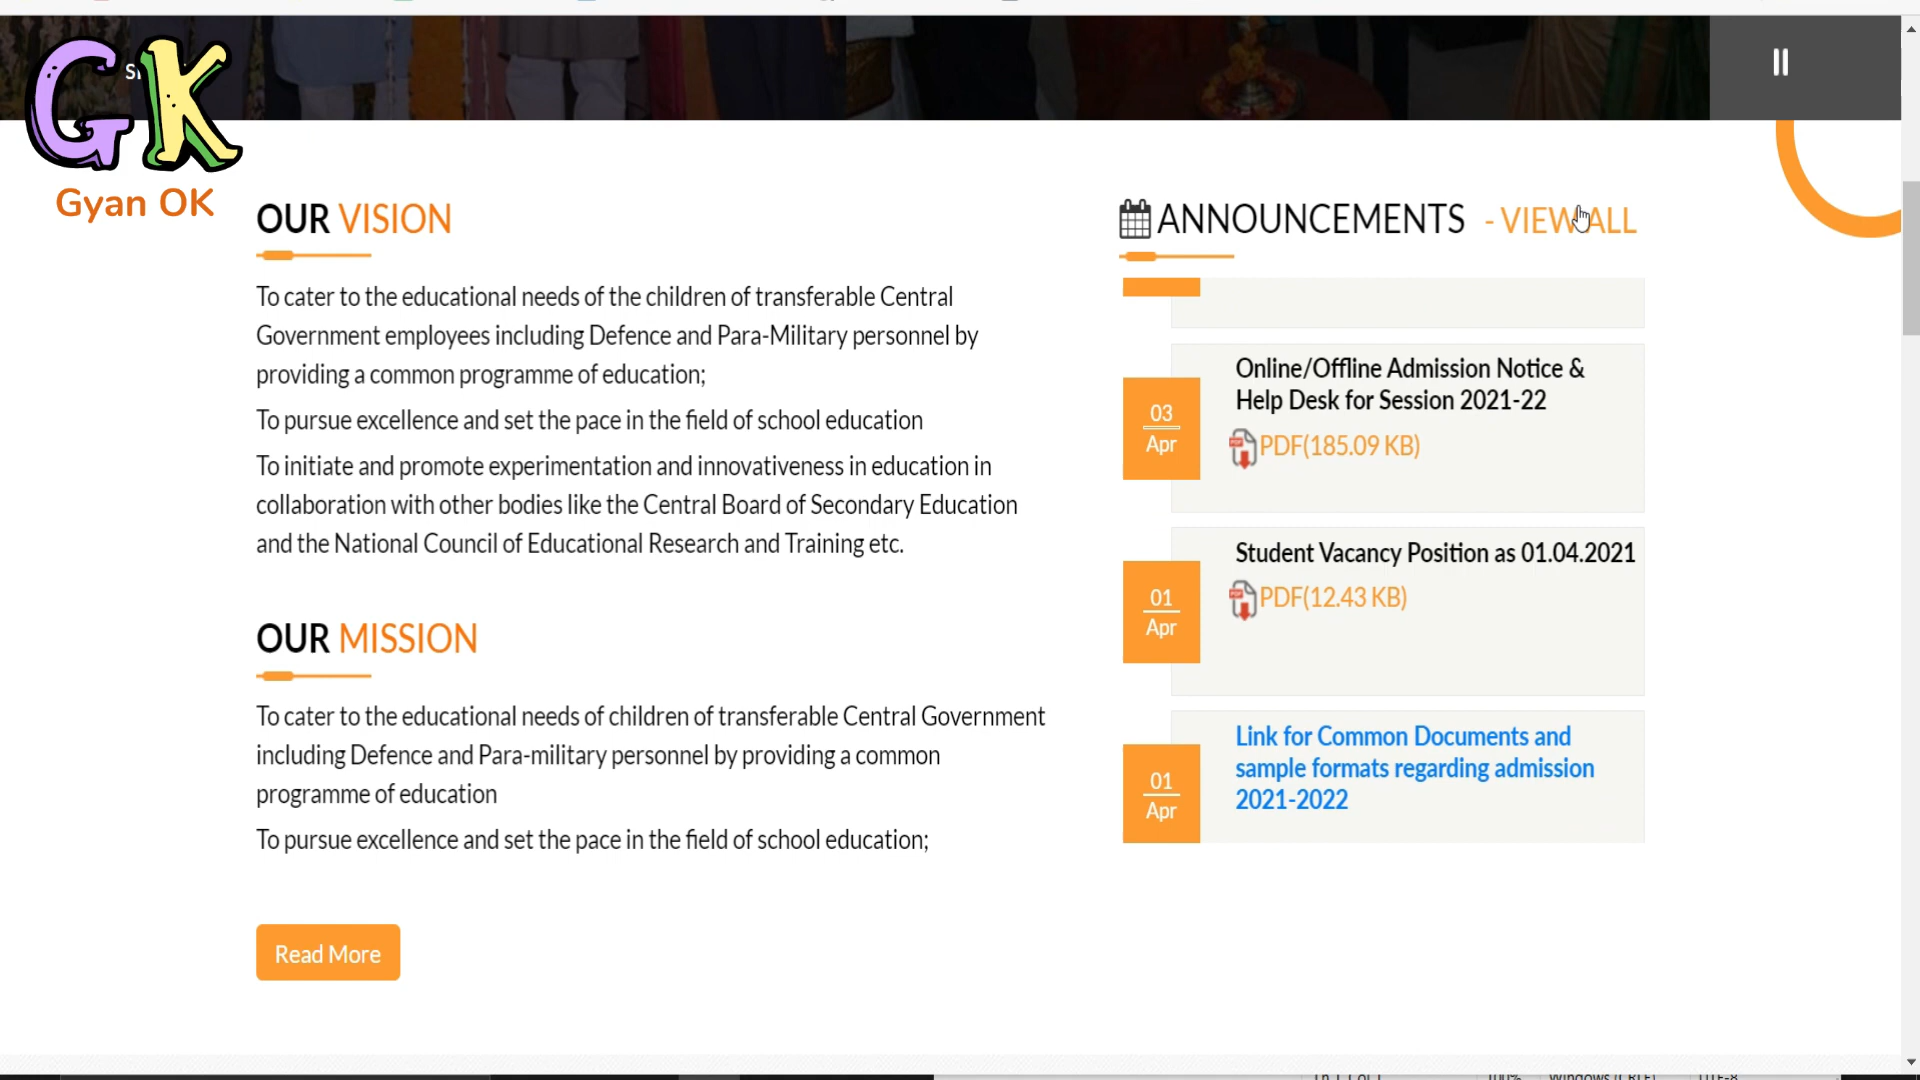 GK
Gyan OK
OUR VISION
To cater to the educational needs of the children of transferable Central
Government employees including Defence and Para-Military personnel by
providing a common programme of education;
To pursue excellence and set the pace in the field of school education
To initiate and promote experimentation and innovativeness in education in
collaboration with other bodies like the Central Board of Secondary Education
and the National Council of Educational Research and Training etc.
OUR MISSION
To cater to the educational needs of children of transferable Central Government
including Defence and Para-military personnel by providing a common
programme of education
To pursue excellence and set the pace in the field of school education;
Read More
ANNOUNCEMENTS - VIEW ALL
03
Apr
Online/Offline Admission Notice &
Help Desk for Session 2021-22
PDF(185.09 KB)
01
Apr
Student Vacancy Position as 01.04.2021
PDF(12.43 KB)
01
Apr
Link for Common Documents and
sample formats regarding admission
2021-2022